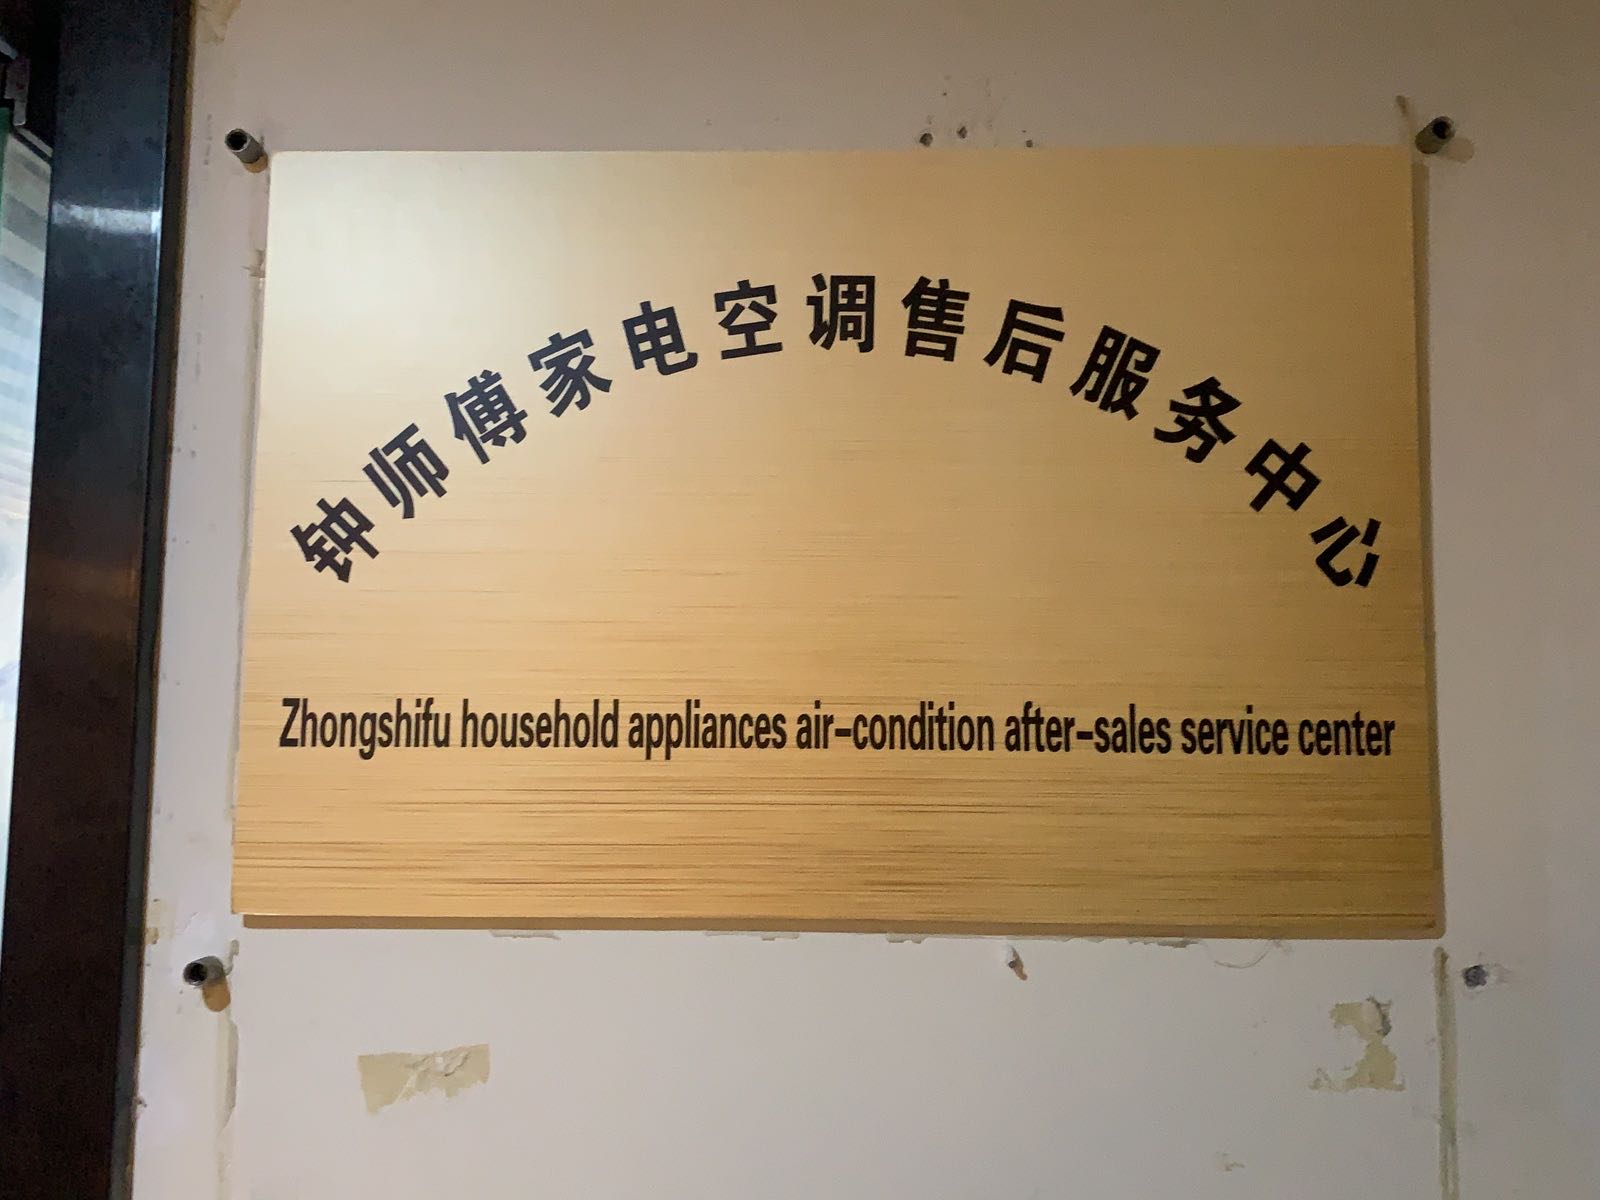 钟师傅家电空调售后服务中心
Zhongshifu household appliances air-condition after-sales service center